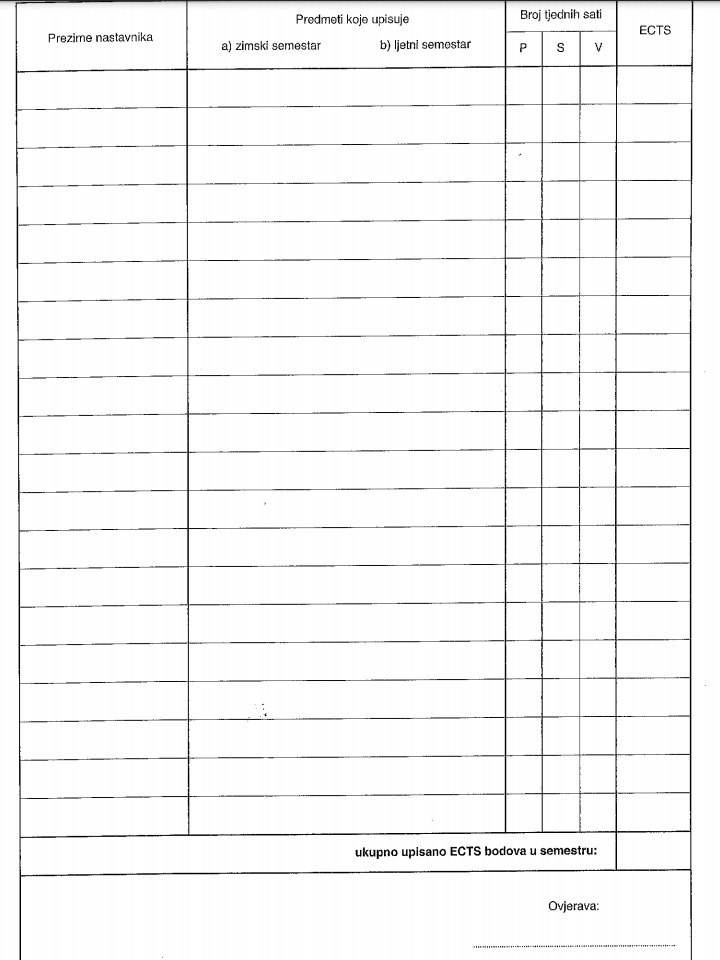 Prezime nastavnika
Predmeti koje upisuje
a) zimski semestar b) ljetni semestar
Broj tjednih sati
P S V
ECTS
ukupno upisano ECTS bodova u semestru:
Ovjerava: